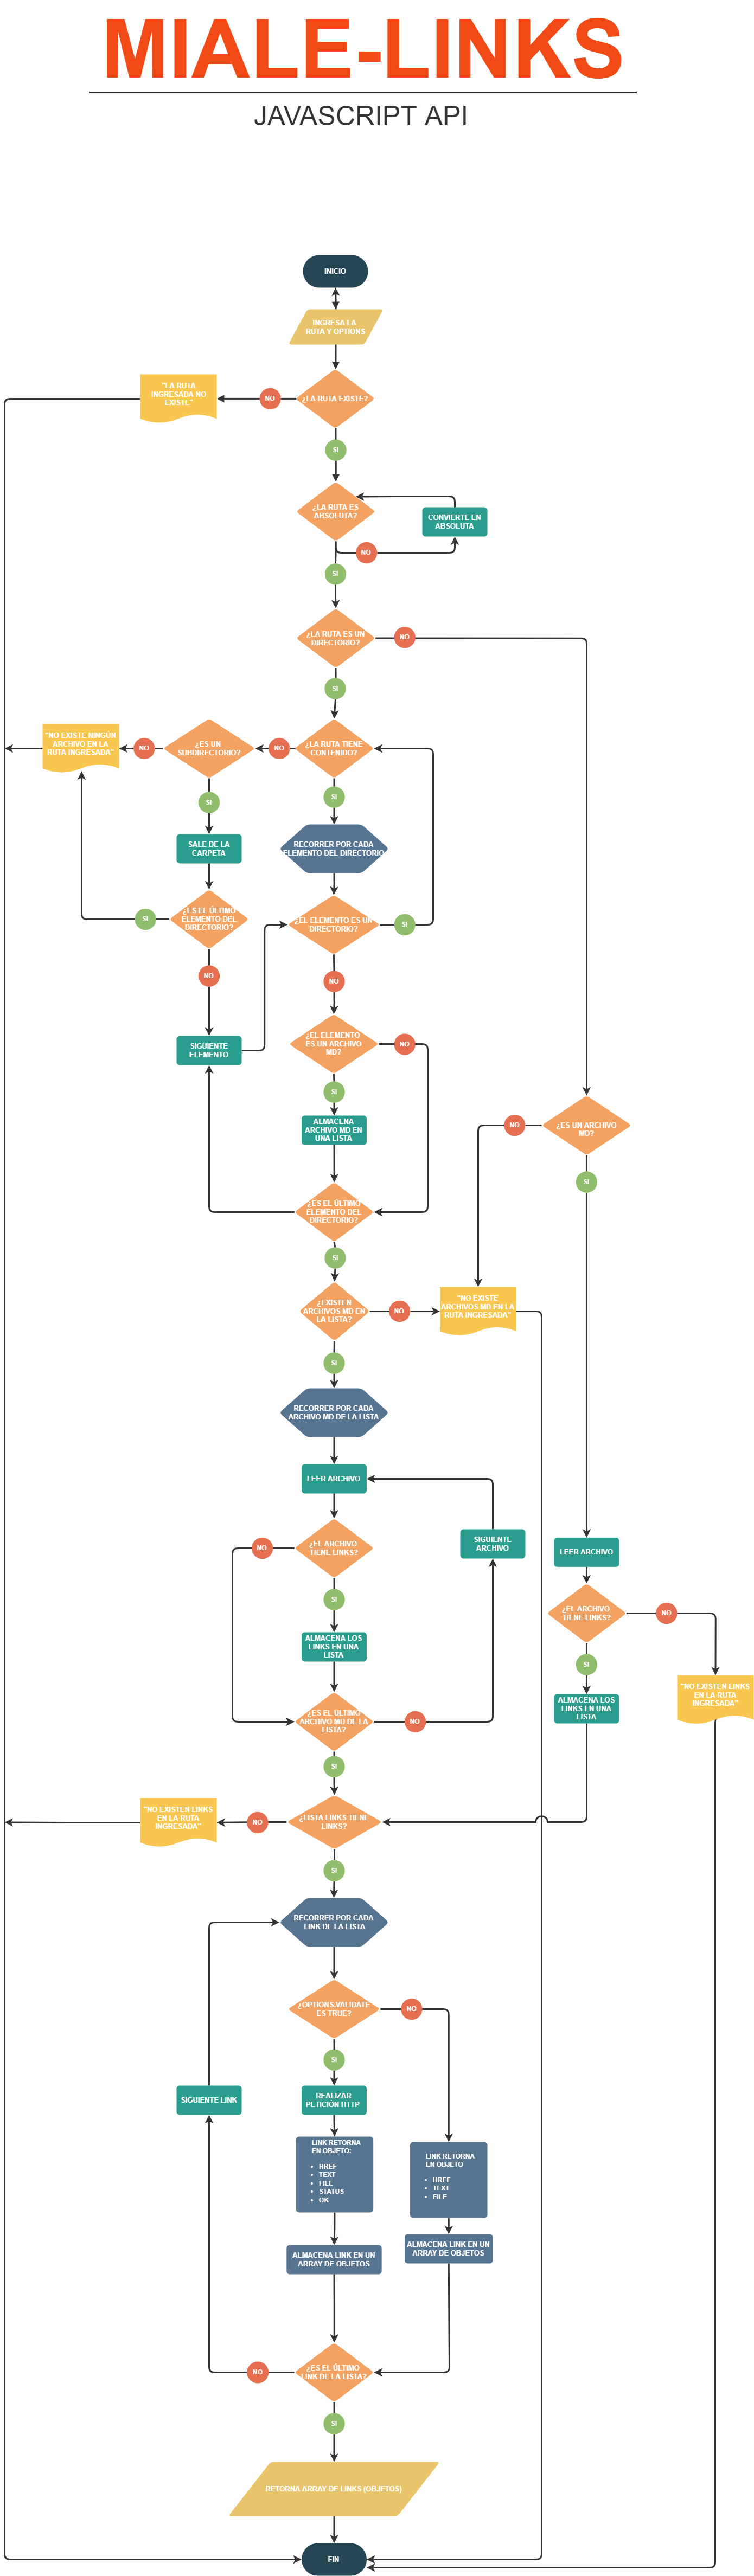 MIALE-LINKS
JAVASCRIPT API
INICIO
INGRESA LA
RUTA Y OPTIONS
¿LA RUTA EXISTE?
NO
"LA RUTA
INGRESADA NO
EXISTE"
SI
¿LA RUTA ES
ABSOLUTA?
CONVIERTE EN
ABSOLUTA
NO
SI
¿LA RUTA ES UN
DIRECTORIO?
NO
SI
¿LA RUTA TIENE
CONTENIDO?
NO
¿ES UN
SUBDIRECTORIO?
NO
"NO EXISTE NINGÚN
ARCHIVO EN LA
RUTA INGRESADA"
SI
SI
SALE DE LA
CARPETA
RECORRER POR CADA
ELEMENTO DEL DIRECTORIO
¿ES EL ÚLTIMO
ELEMENTO DEL
DIRECTORIO?
SI
¿EL ELEMENTO ES UN
DIRECTORIO?
SI
NO
NO
SIGUIENTE
ELEMENTO
¿EL ELEMENTO
ES UN ARCHIVO
MD?
NO
SI
ALMACENA
ARCHIVO MD EN
UNA LISTA
¿ES UN ARCHIVO
MD?
NO
SI
¿ES EL ÚLTIMO
ELEMENTO DEL
DIRECTORIO?
SI
¿EXISTEN
ARCHIVOS MD EN
LA LISTA?
NO
"NO EXISTE
ARCHIVOS MD EN LA
RUTA INGRESADA"
SI
RECORRER POR CADA
ARCHIVO MD DE LA LISTA
LEER ARCHIVO
¿EL ARCHIVO
TIENE LINKS?
NO
SIGUIENTE
ARCHIVO
LEER ARCHIVO
SI
¿EL ARCHIVO
TIENE LINKS?
NO
ALMACENA LOS
LINKS EN UNA
LISTA
SI
ALMACENA LOS
LINKS EN UNA
LISTA
"NO EXISTEN LINKS
EN LA RUTA
INGRESADA"
¿ES EL ULTIMO
ARCHIVO MD DE LA
LISTA?
NO
SI
¿LISTA LINKS TIENE
LINKS?
NO
"NO EXISTEN LINKS
EN LA RUTA
INGRESADA"
SI
RECORRER POR CADA
LINK DE LA LISTA
¿OPTIONS.VALIDATE
ES TRUE?
NO
SI
SIGUIENTE LINK
REALIZAR
PETICIÓN HTTP
LINK RETORNA
EN OBJETO:
• HREF
• TEXT
• FILE
• STATUS
• OK
LINK RETORNA
EN OBJETO
• HREF
• TEXT
• FILE
ALMACENA LINK EN UN
ARRAY DE OBJETOS
ALMACENA LINK EN UN
ARRAY DE OBJETOS
¿ES EL ÚLTIMO
LINK DE LA LISTA?
NO
SI
RETORNA ARRAY DE LINKS (OBJETOS)
FIN